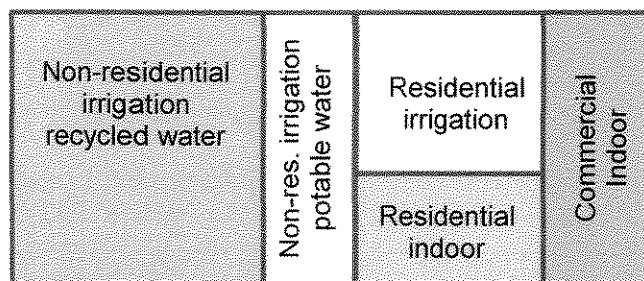 Non-residential
irrigation
recycled water
Non-res. irrigation
potable water
Residential
irrigation
Residential
indoor
Commercial
Indoor